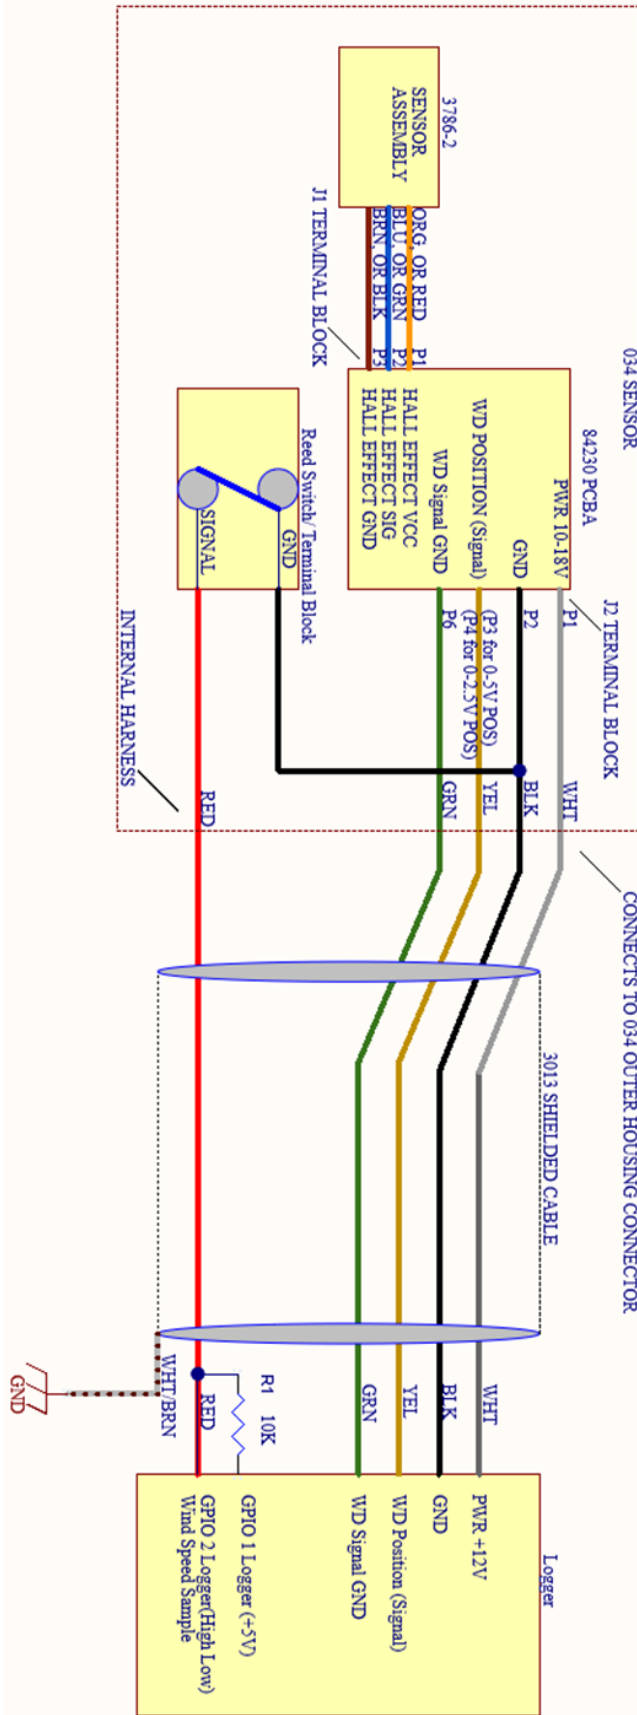 034 SENSOR
3786-2
SENSOR
ASSEMBLY
ORG, OR RED
BLU, OR GRN
BRN, OR BLK
P1
P2
P3
J1 TERMINAL BLOCK
84230 PCBA
HALL EFFECT VCC
HALL EFFECT SIG
HALL EFFECT GND
PWR 10-18V
GND
WD POSITION (Signal)
WD Signal GND
J2 TERMINAL BLOCK
P1
P2
(P3 for 0-5V POS)
(P4 for 0-2.5V POS)
P6
Reed Switch/ Terminal Block
GND
SIGNAL
INTERNAL HARNESS
WHT
BLK
YEL
GRN
RED
CONNECTS TO 034 OUTER HOUSING CONNECTOR
3013 SHIELDED CABLE
WHT
BLK
YEL
GRN
R1 10K
RED
WHT/BRN
GND
Logger
PWR +12V
GND
WD Position (Signal)
WD Signal GND
GPIO 1 Logger (+5V)
GPIO 2 Logger(High Low)
Wind Speed Sample